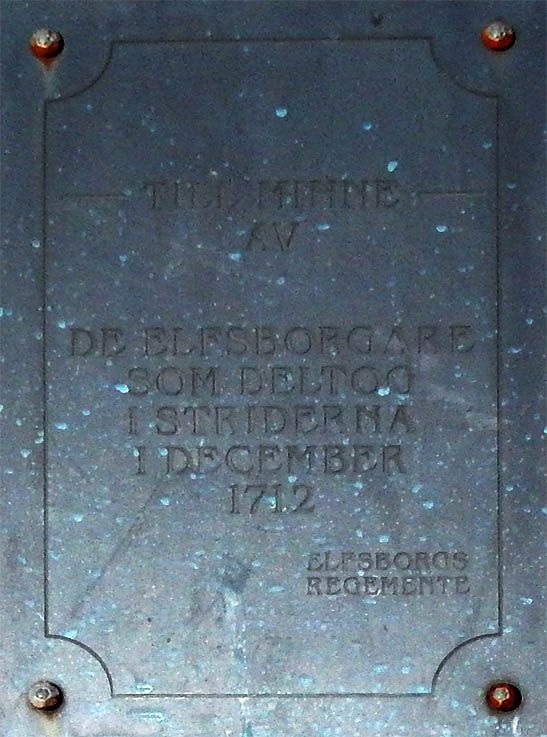 TILL MINNE
AV
DE ELFSBORGARE
SOM DELTOG
I STRIDERNA
I DECEMBER
1712
ELFSBORGS
REGEMENTE